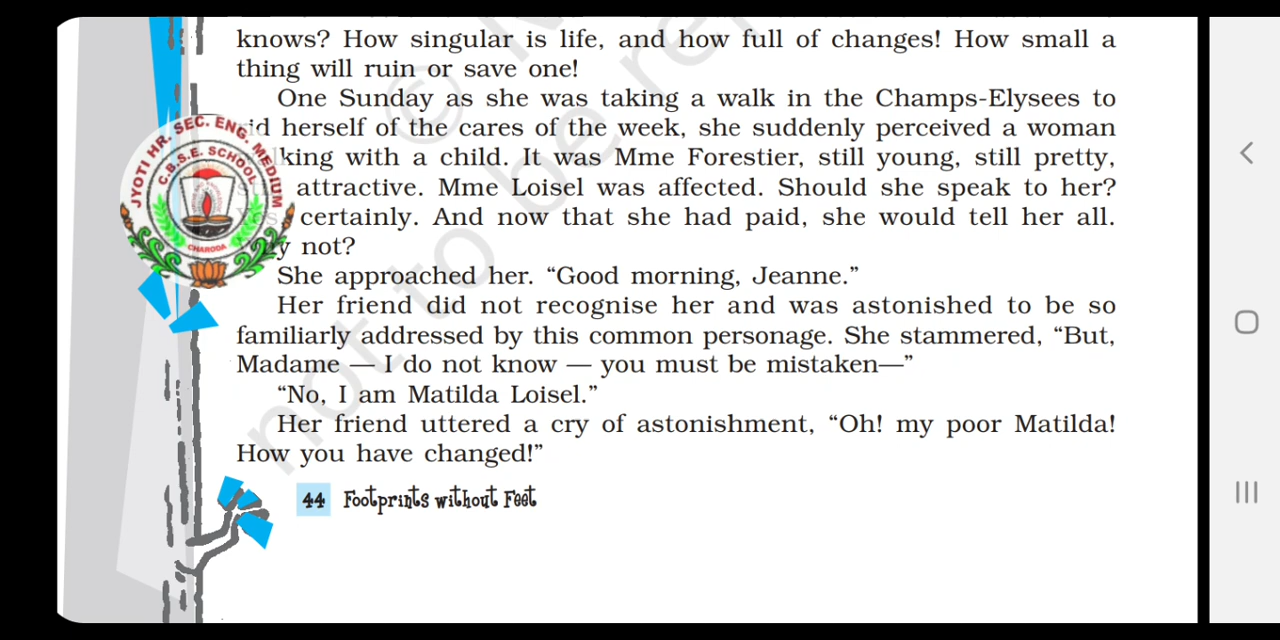 knows? How singular is life, and how full of changes! How small a
thing will ruin or save one!
One Sunday as she was taking a walk in the Champs-Elysees to
id herself of the cares of the week, she suddenly perceived a woman
king with a child. It was Mme Forestier, still young, still pretty,
attractive. Mme Loisel was affected. Should she speak to her?
certainly. And now that she had paid, she would tell her all.
y not?
She approached her. “Good morning, Jeanne.”
Her friend did not recognise her and was astonished to be so
familiarly addressed by this common personage. She stammered, “But,
Madame — I do not know — you must be mistaken—”
“No, I am Matilda Loisel.”
Her friend uttered a cry of astonishment, “Oh! my poor Matilda!
How you have changed!”
44 Footprints without Feet
JYOTI HR. SEC. ENG. MEDIUM
C.B.S.E. SCHOOL
CHARODA
not to be rep
©